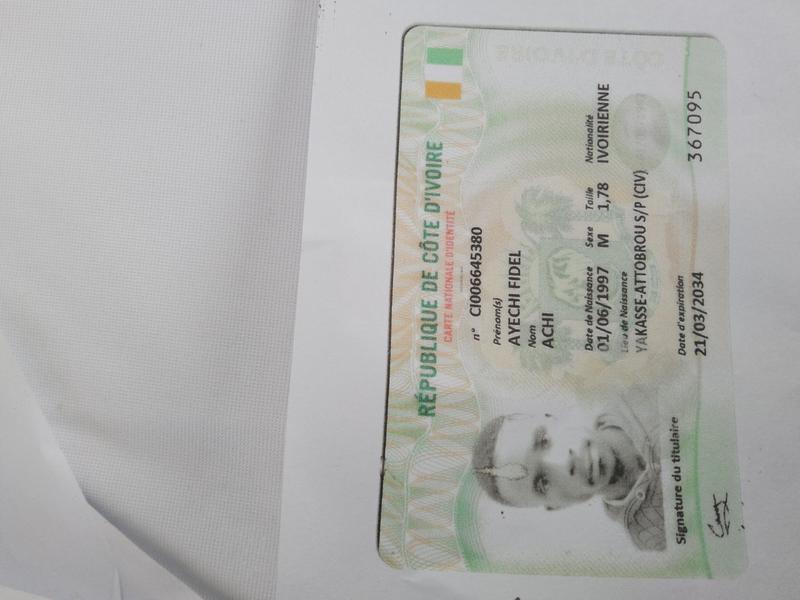 CÔTE D'IVOIRE
RÉPUBLIQUE DE CÔTE D'IVOIRE
CARTE NATIONALE D'IDENTITÉ
n° CI006645380
Prénom(s)
AYECHI FIDEL
Nom
ACHI
Date de Naissance Sexe Taille Nationalité
01/06/1997 M 1,78 IVOIRIENNE
Lieu de Naissance
YAKASSE-ATTOBROU S/P (CIV)
Signature du titulaire
Date d'expiration
21/03/2034
367095